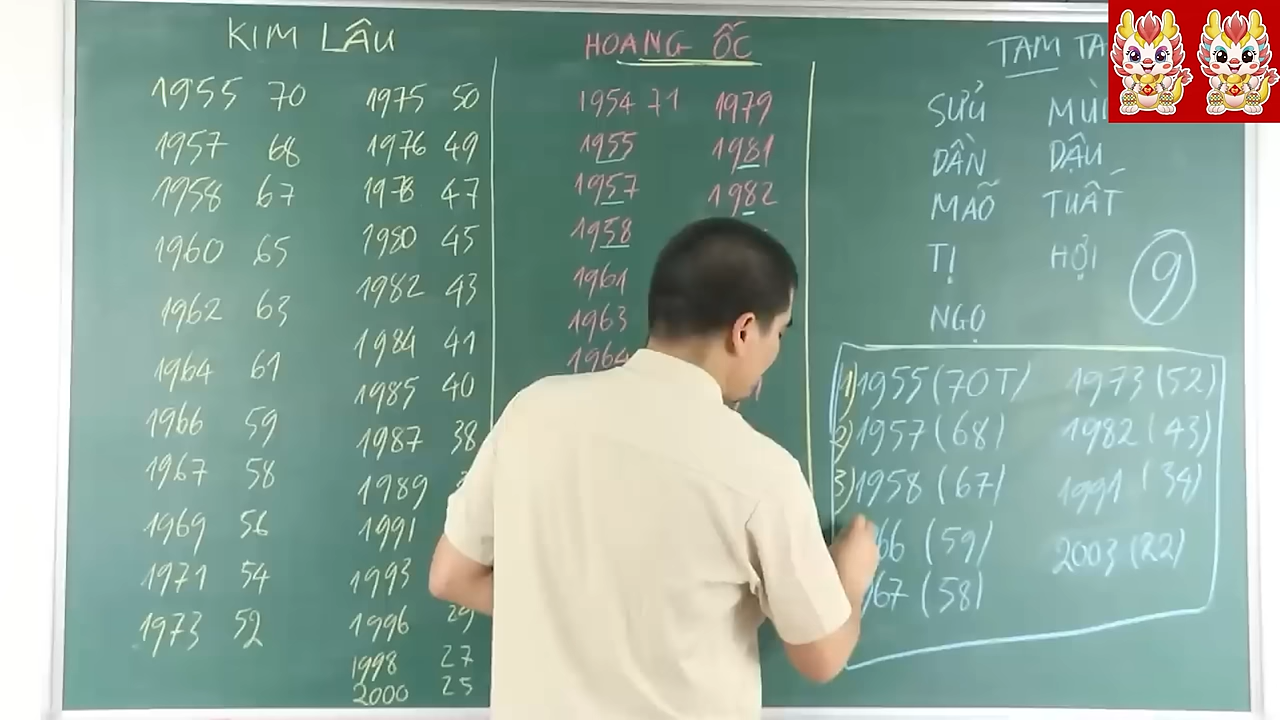 KIM LÂU
1955 70
1957 68
1958 67
1960 65
1962 63
1964 61
1966 59
1967 58
1969 56
1971 54
1973 52
1975 50
1976 49
1978 47
1980 45
1982 43
1984 41
1985 40
1987 38
1989
1991
1993
1996 29
1998 27
2000 25
HOANG ỐC
1954 71
1955
1957
1958
1961
1963
1964
1979
1981
1982
TAM TA
SỬU
DẦN
MÃO
TỊ
NGỌ
MÙI
DẬU
TUẤT
HỢI
9
1) 1955 (70T)
2) 1957 (68)
3) 1958 (67)
66 (59)
67 (58)
1973 (52)
1982 (43)
1991 (34)
2003 (22)